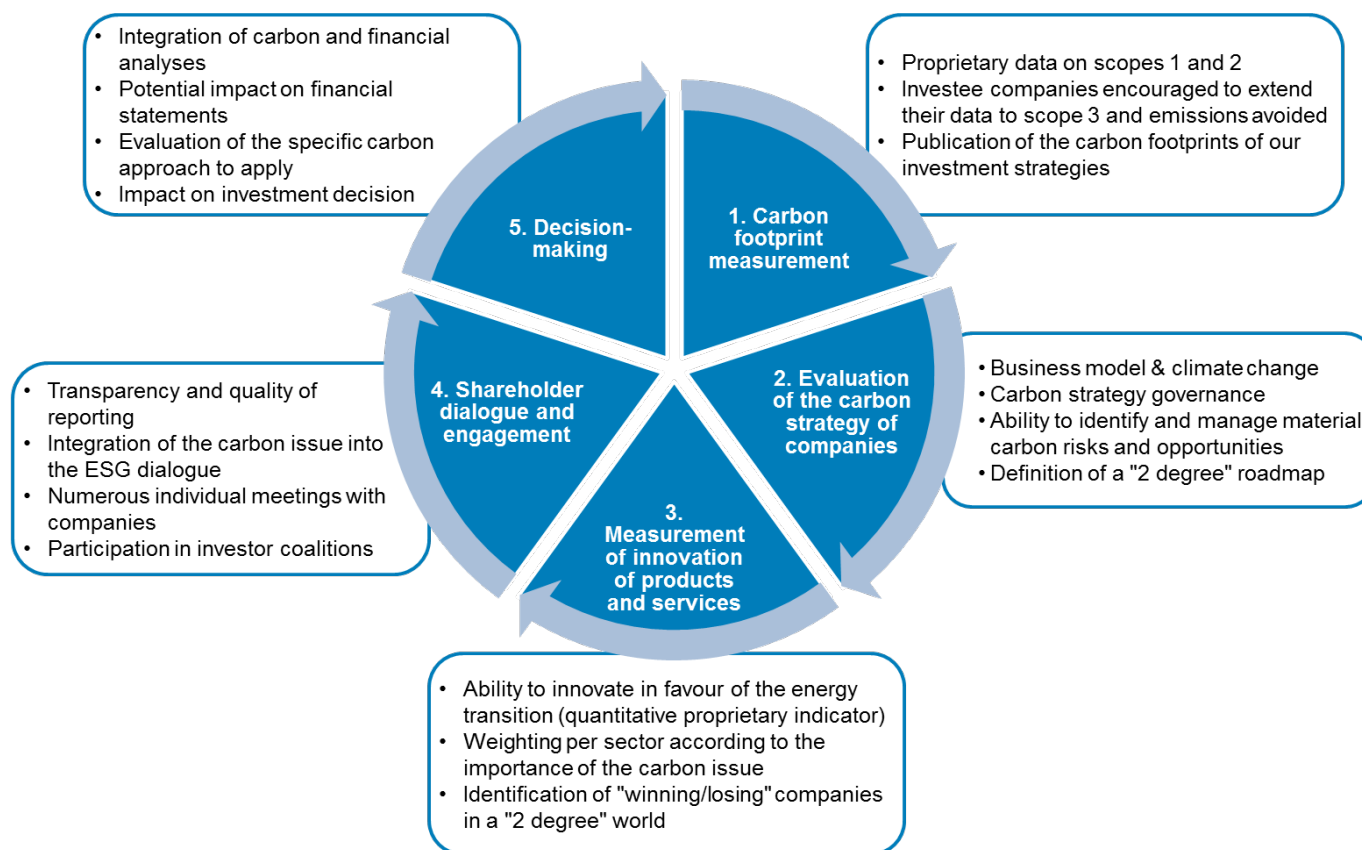 • Integration of carbon and financial
analyses
• Potential impact on financial
statements
• Evaluation of the specific carbon
approach to apply
• Impact on investment decision
• Proprietary data on scopes 1 and 2
• Investee companies encouraged to extend
their data to scope 3 and emissions avoided
• Publication of the carbon footprints of our
investment strategies
5. Decision-
making
1. Carbon
footprint
measurement
4. Shareholder
dialogue and
engagement
2. Evaluation
of the carbon
strategy of
companies
3.
Measurement
of innovation
of products
and services
• Transparency and quality of
reporting
• Integration of the carbon issue into
the ESG dialogue
• Numerous individual meetings with
companies
• Participation in investor coalitions
• Business model & climate change
• Carbon strategy governance
• Ability to identify and manage material
carbon risks and opportunities
• Definition of a "2 degree" roadmap
• Ability to innovate in favour of the energy
transition (quantitative proprietary indicator)
• Weighting per sector according to the
importance of the carbon issue
• Identification of "winning/losing" companies
in a "2 degree" world